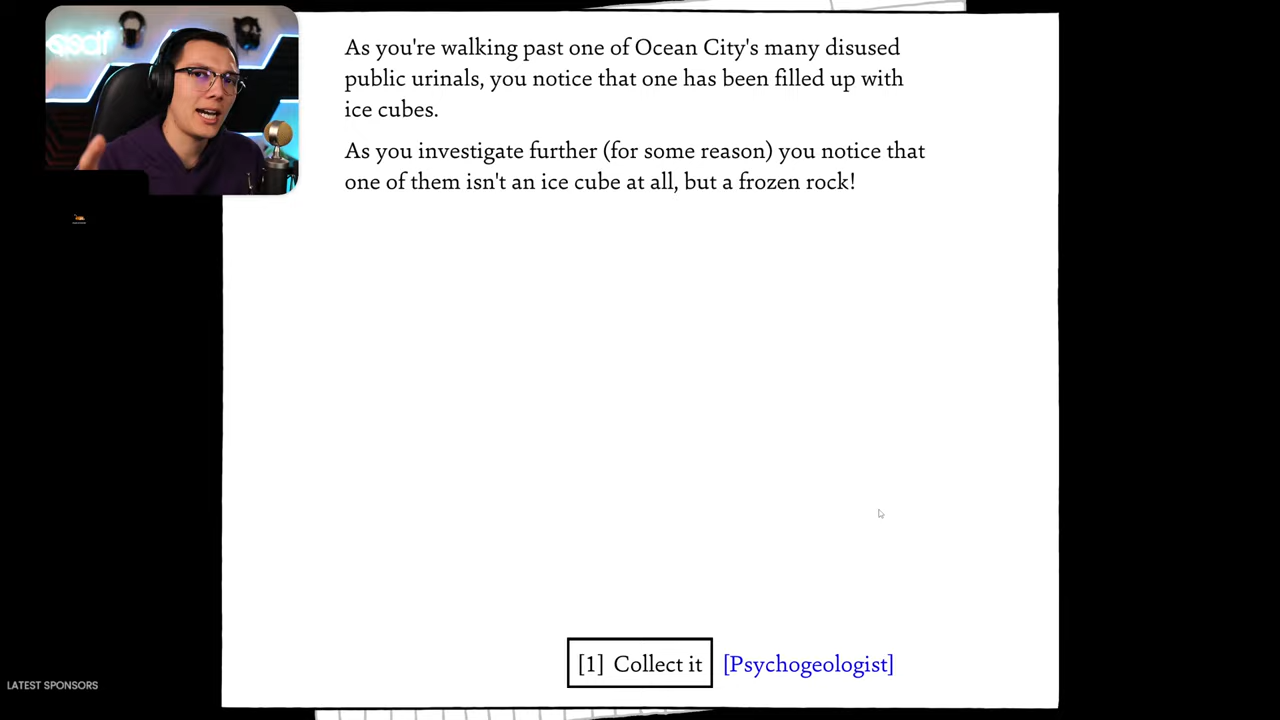 As you're walking past one of Ocean City's many disused
public urinals, you notice that one has been filled up with
ice cubes.
As you investigate further (for some reason) you notice that
one of them isn't an ice cube at all, but a frozen rock!
[1] Collect it [Psychogeologist]
LATEST SPONSORS